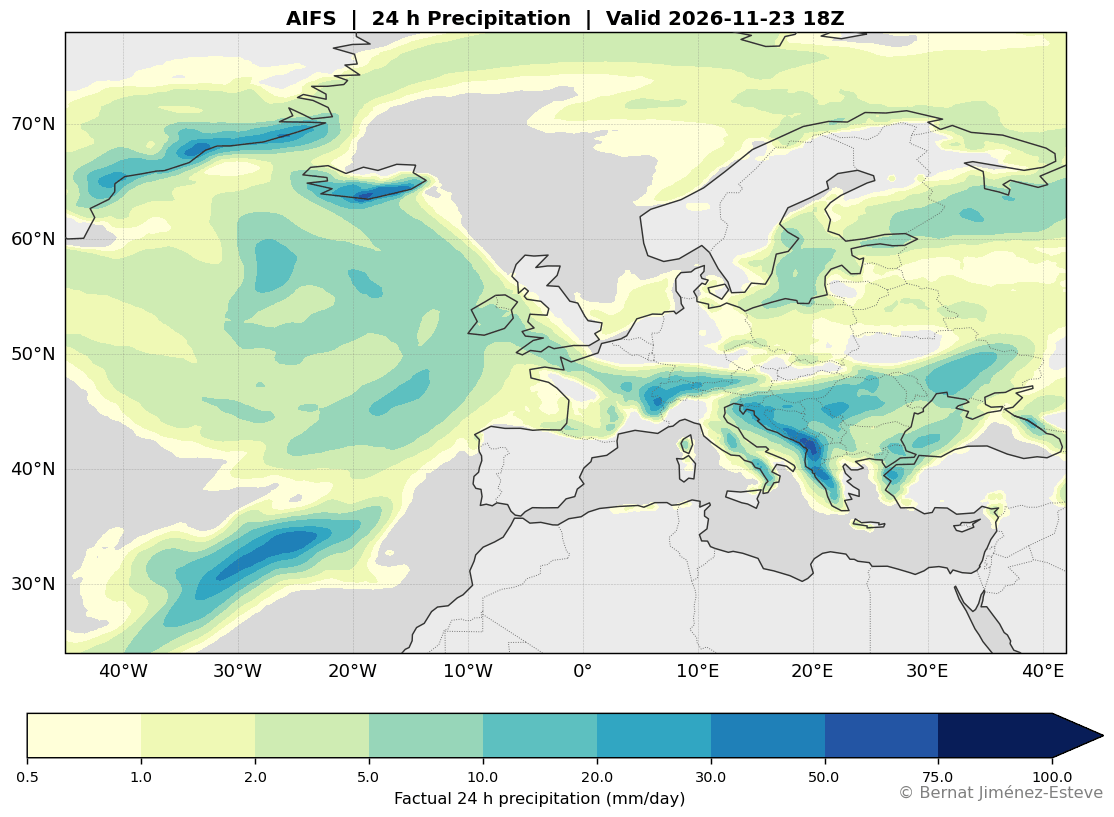 AIFS  |  24 h Precipitation  |  Valid 2026-11-23 18Z
70°N
60°N
50°N
40°N
30°N
40°W 30°W 20°W 10°W 0° 10°E 20°E 30°E 40°E
0.5 1.0 2.0 5.0 10.0 20.0 30.0 50.0 75.0 100.0
Factual 24 h precipitation (mm/day)
© Bernat Jiménez-Esteve